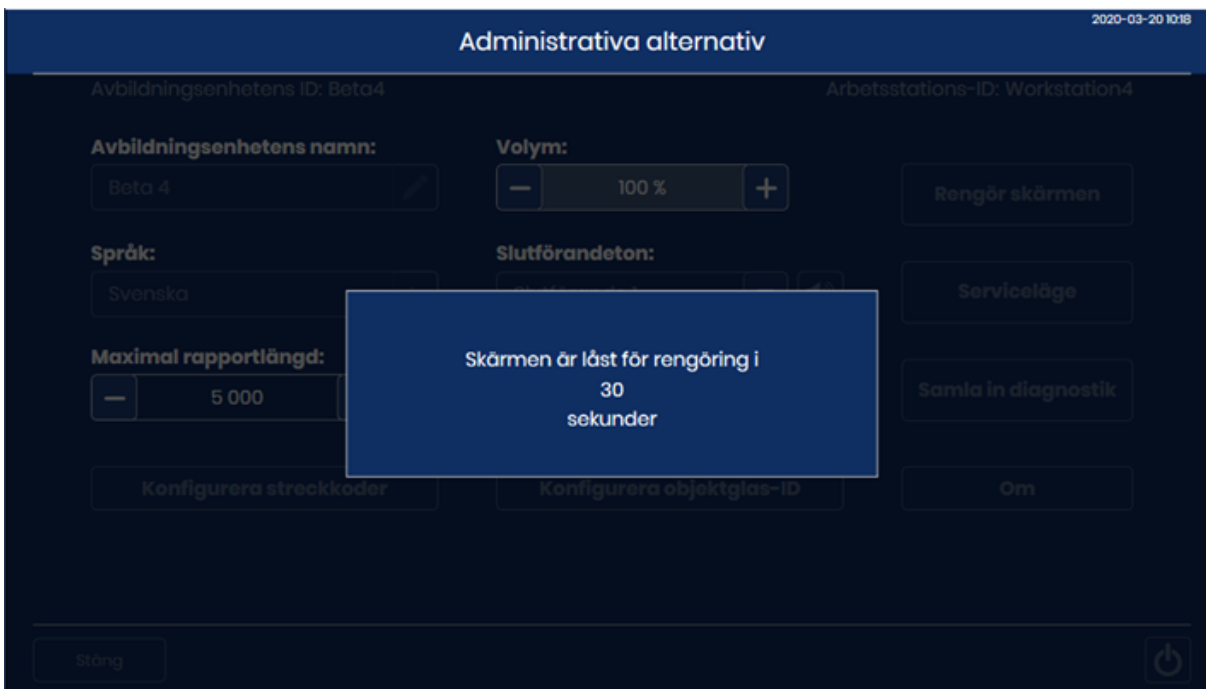 2020-03-20 10:18
Administrativa alternativ
Avbildningsenhetens ID: Beta4
Arbetsstations-ID: Workstation4
Avbildningsenhetens namn:
Volym:
Beta 4
100 %
Rengör skärmen
Språk:
Slutförandeton:
Svenska
Serviceläge
Skärmen är låst för rengöring i
30
sekunder
Maximal rapportlängd:
5 000
Samla in diagnostik
Konfigurera streckkoder
Konfigurera objektglas-ID
Om
Stäng